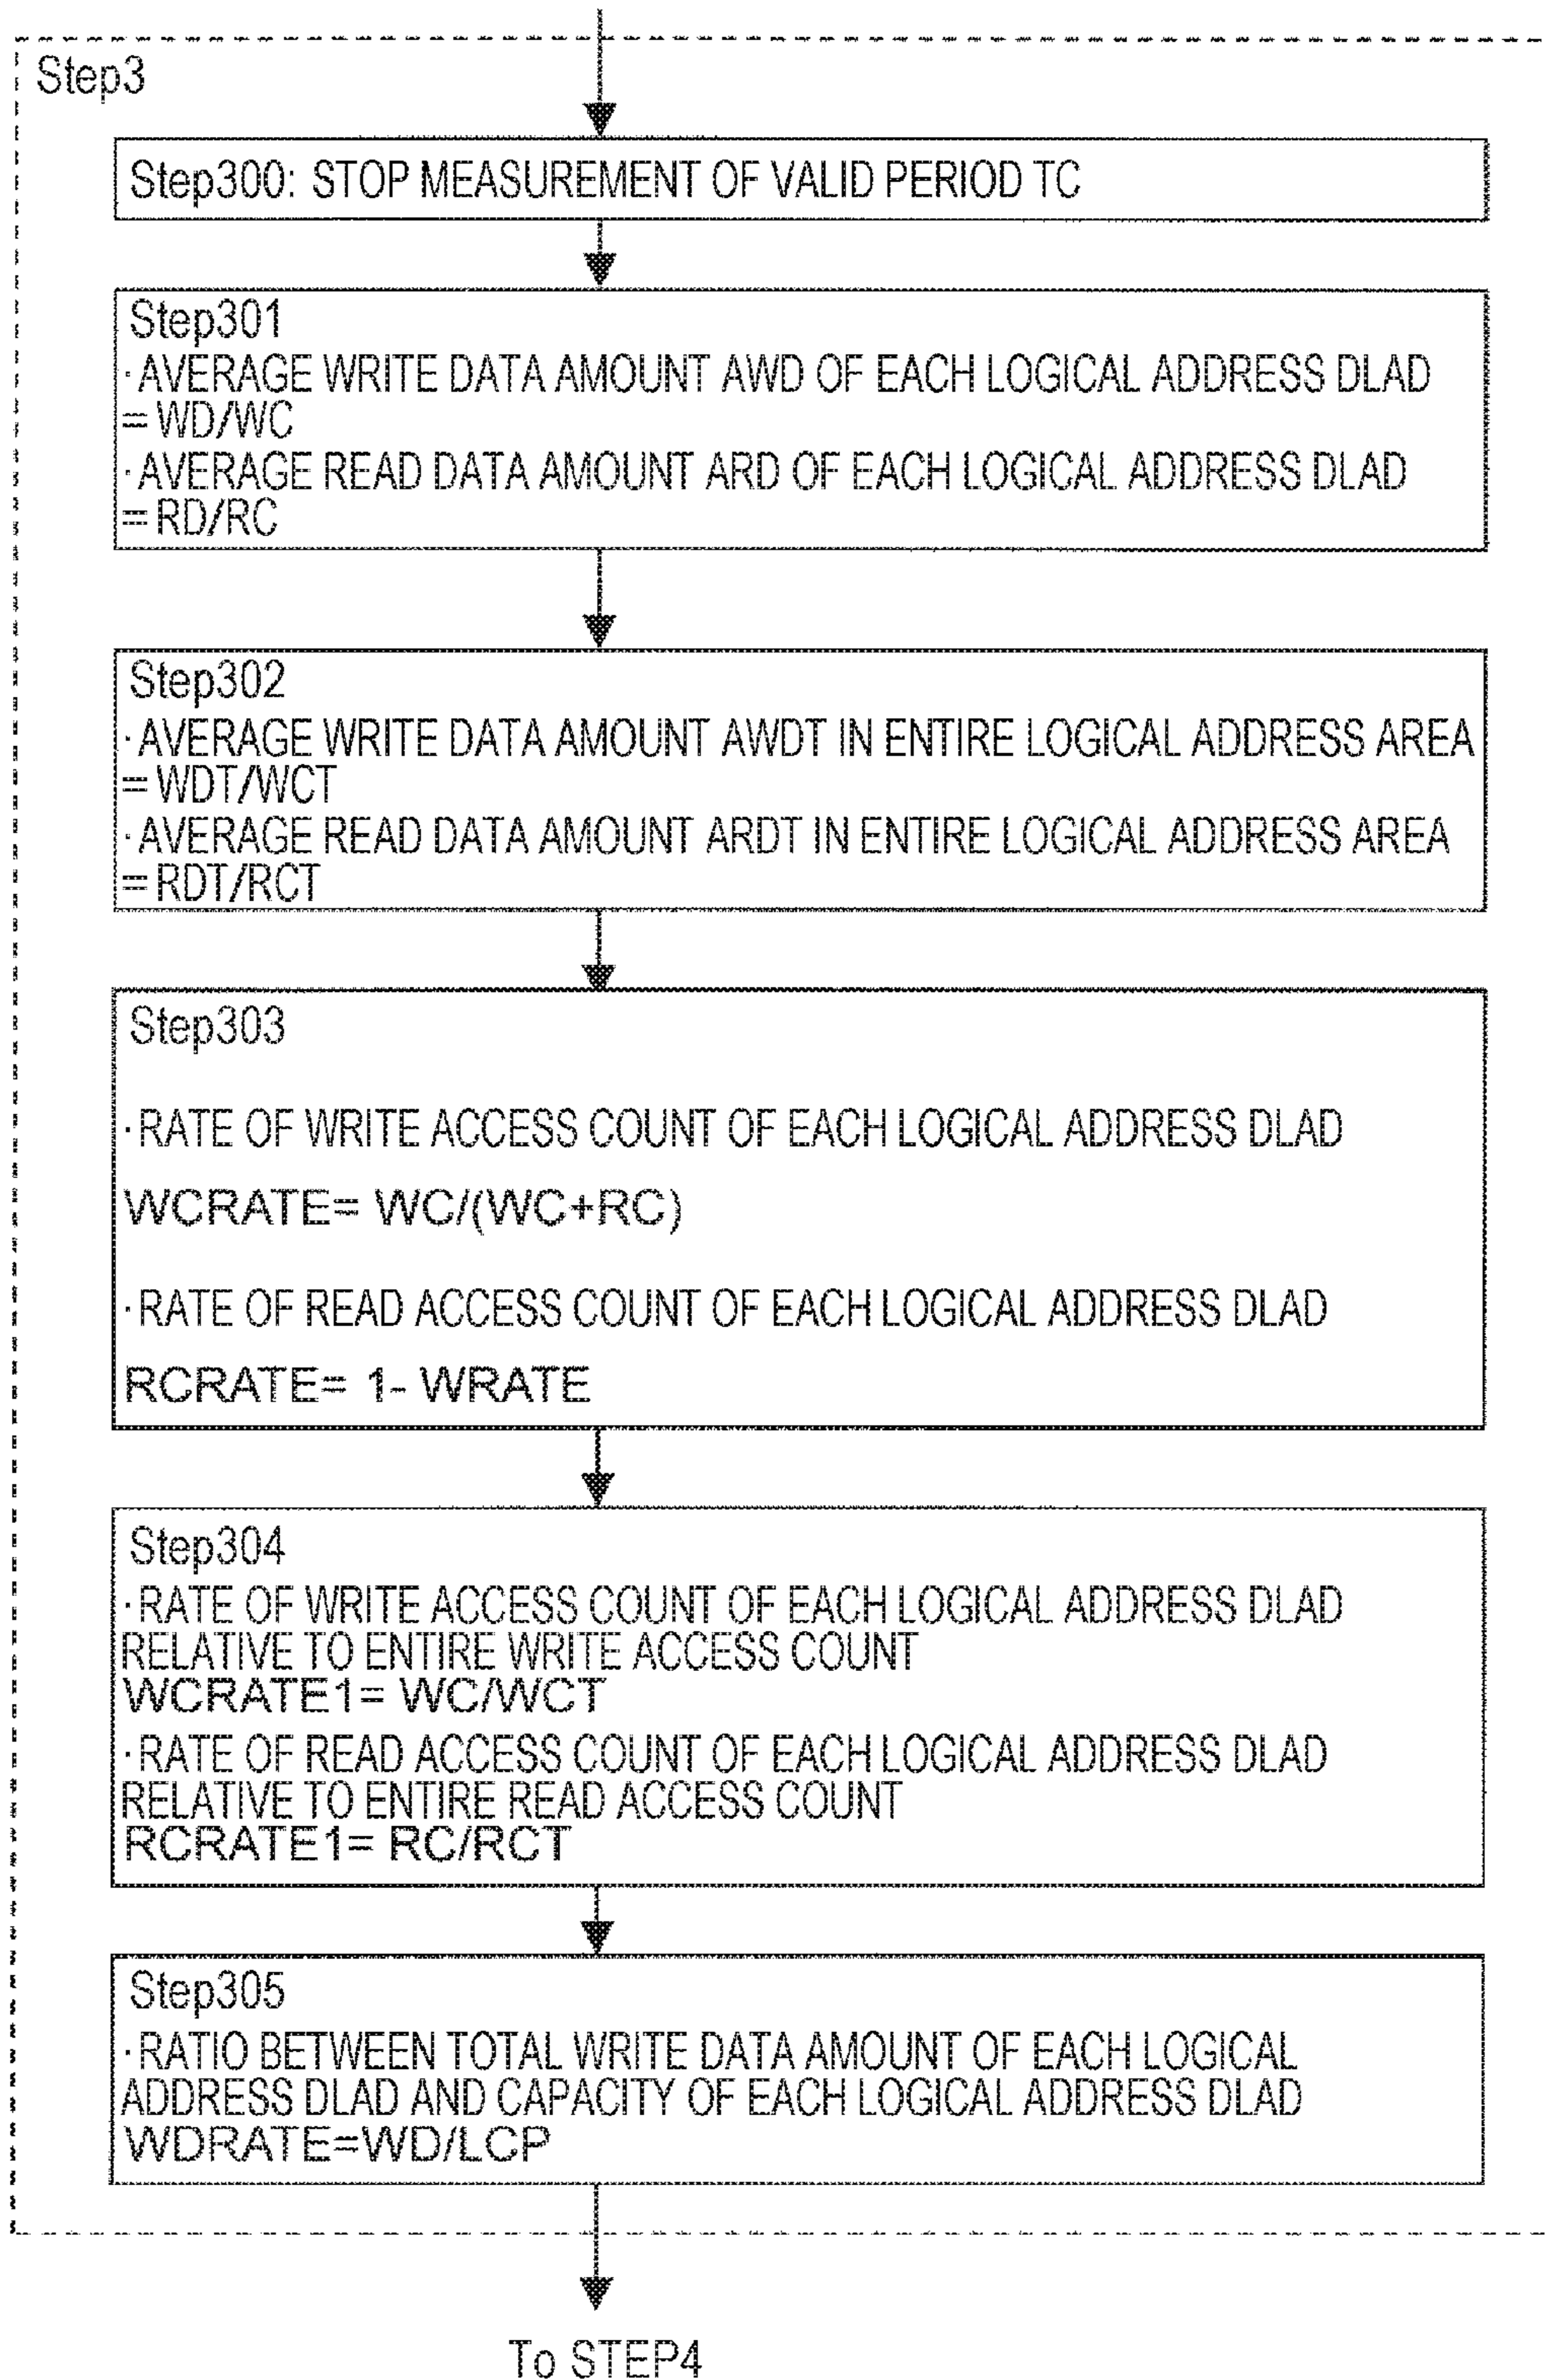 Step3
Step300: STOP MEASUREMENT OF VALID PERIOD TC
Step301
·AVERAGE WRITE DATA AMOUNT AWD OF EACH LOGICAL ADDRESS DLAD
= WD/WC
·AVERAGE READ DATA AMOUNT ARD OF EACH LOGICAL ADDRESS DLAD
= RD/RC
Step302
·AVERAGE WRITE DATA AMOUNT AWDT IN ENTIRE LOGICAL ADDRESS AREA
= WDT/WCT
·AVERAGE READ DATA AMOUNT ARDT IN ENTIRE LOGICAL ADDRESS AREA
= RDT/RCT
Step303
·RATE OF WRITE ACCESS COUNT OF EACH LOGICAL ADDRESS DLAD
WCRATE= WC/(WC+RC)
·RATE OF READ ACCESS COUNT OF EACH LOGICAL ADDRESS DLAD
RCRATE= 1- WRATE
Step304
·RATE OF WRITE ACCESS COUNT OF EACH LOGICAL ADDRESS DLAD
RELATIVE TO ENTIRE WRITE ACCESS COUNT
WCRATE1= WC/WCT
·RATE OF READ ACCESS COUNT OF EACH LOGICAL ADDRESS DLAD
RELATIVE TO ENTIRE READ ACCESS COUNT
RCRATE1= RC/RCT
Step305
·RATIO BETWEEN TOTAL WRITE DATA AMOUNT OF EACH LOGICAL
ADDRESS DLAD AND CAPACITY OF EACH LOGICAL ADDRESS DLAD
WDRATE=WD/LCP
To STEP4